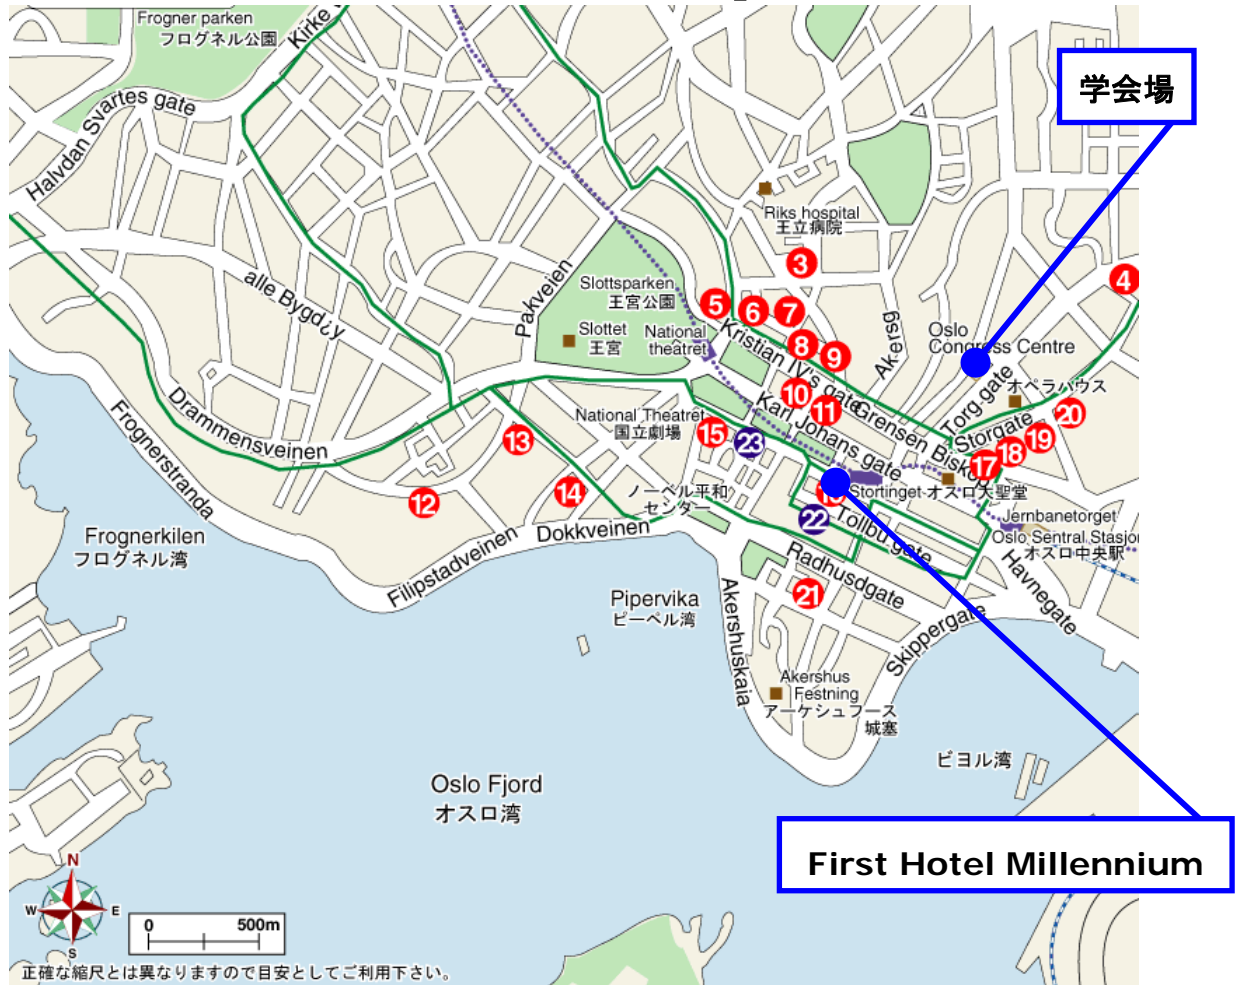 Frogner parken
フログネル公園
Kirke
Halvdan Svartes gate
学会場
Riks hospital
王立病院
3
4
Slottsparken
王宮公園
5
6
7
alle Bygd¿y
Pakveien
Slottet
王宮
National
theatret
Kristian IV's gate
8
9
Akersg
Oslo
Congress Centre
オペラハウス
Torg.gate
10
11
Karl Johans gate
Grensen
Biskog
Storgate
20
19
18
17
Drammensveinen
Frognerstranda
National Theatret
国立劇場
15
23
13
12
14
ノーベル平和
センター
Stortinget
オスロ大聖堂
22
Tollbu gate
Jernbanetorget
Oslo Sentral Stasjo
オスロ中央駅
Frognerkilen
フログネル湾
Filipstadveinen
Dokkveinen
Radhusdgate
Havnegate
21
Pipervika
ピーペル湾
Akershuskaia
Skippergate
Akershus
Festning
アーケシュフース
城塞
ビヨル湾
Oslo Fjord
オスロ湾
First Hotel Millennium
N
W
E
S
0
500m
正確な縮尺とは異なりますので目安としてご利用下さい。